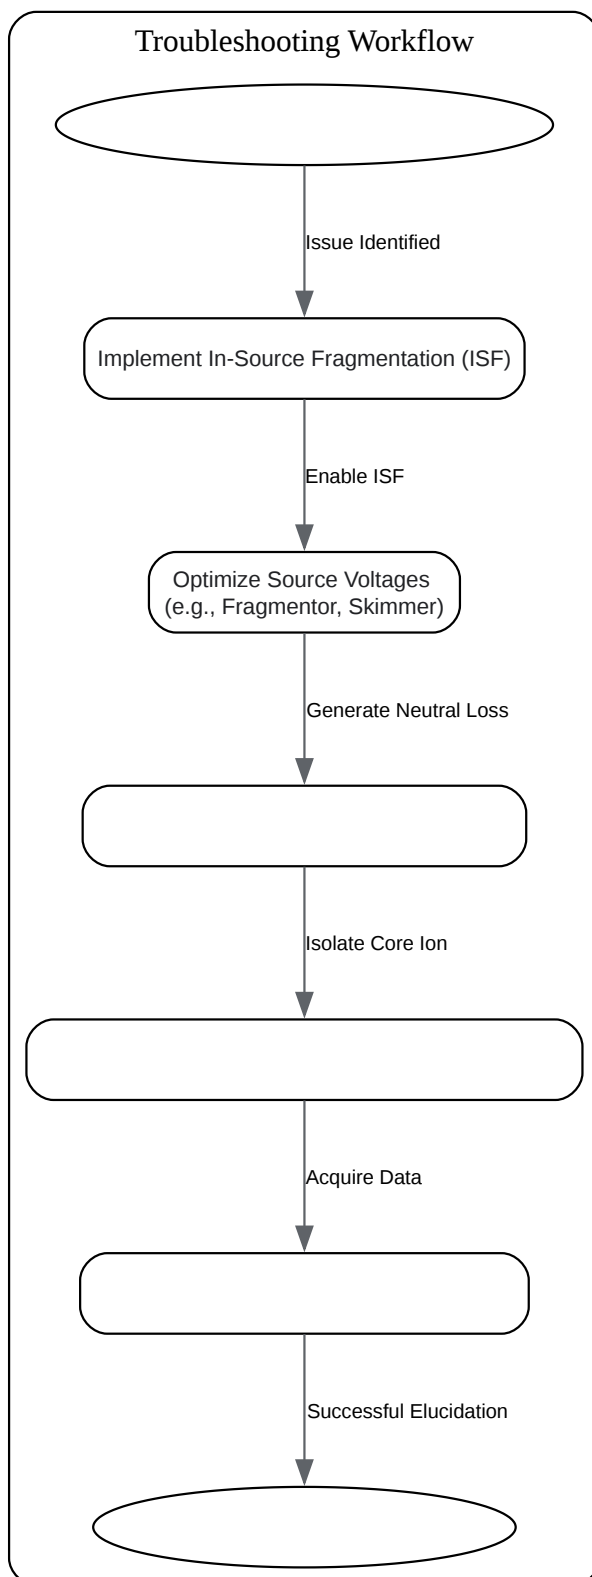 Troubleshooting Workflow
Issue Identified
Implement In-Source Fragmentation (ISF)
Enable ISF
Optimize Source Voltages
(e.g., Fragmentor, Skimmer)
Generate Neutral Loss
Isolate Core Ion
Acquire Data
Successful Elucidation